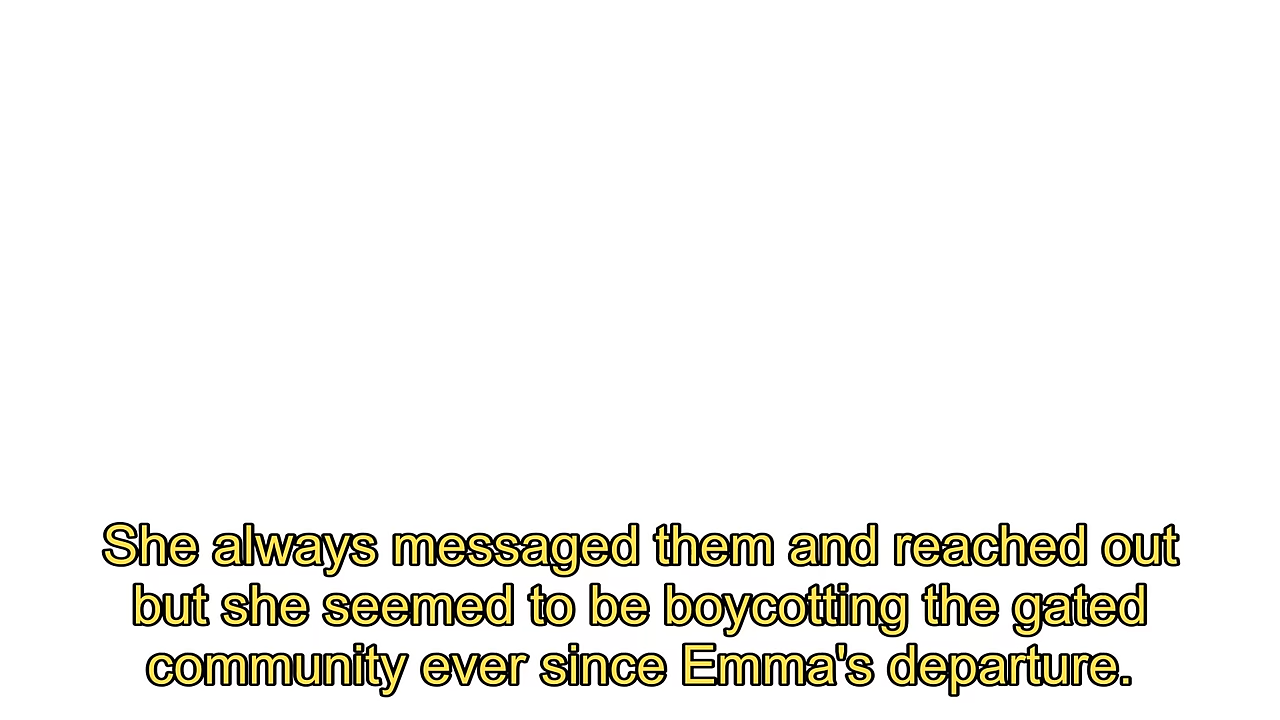 She always messaged them and reached out
but she seemed to be boycotting the gated
community ever since Emma's departure.